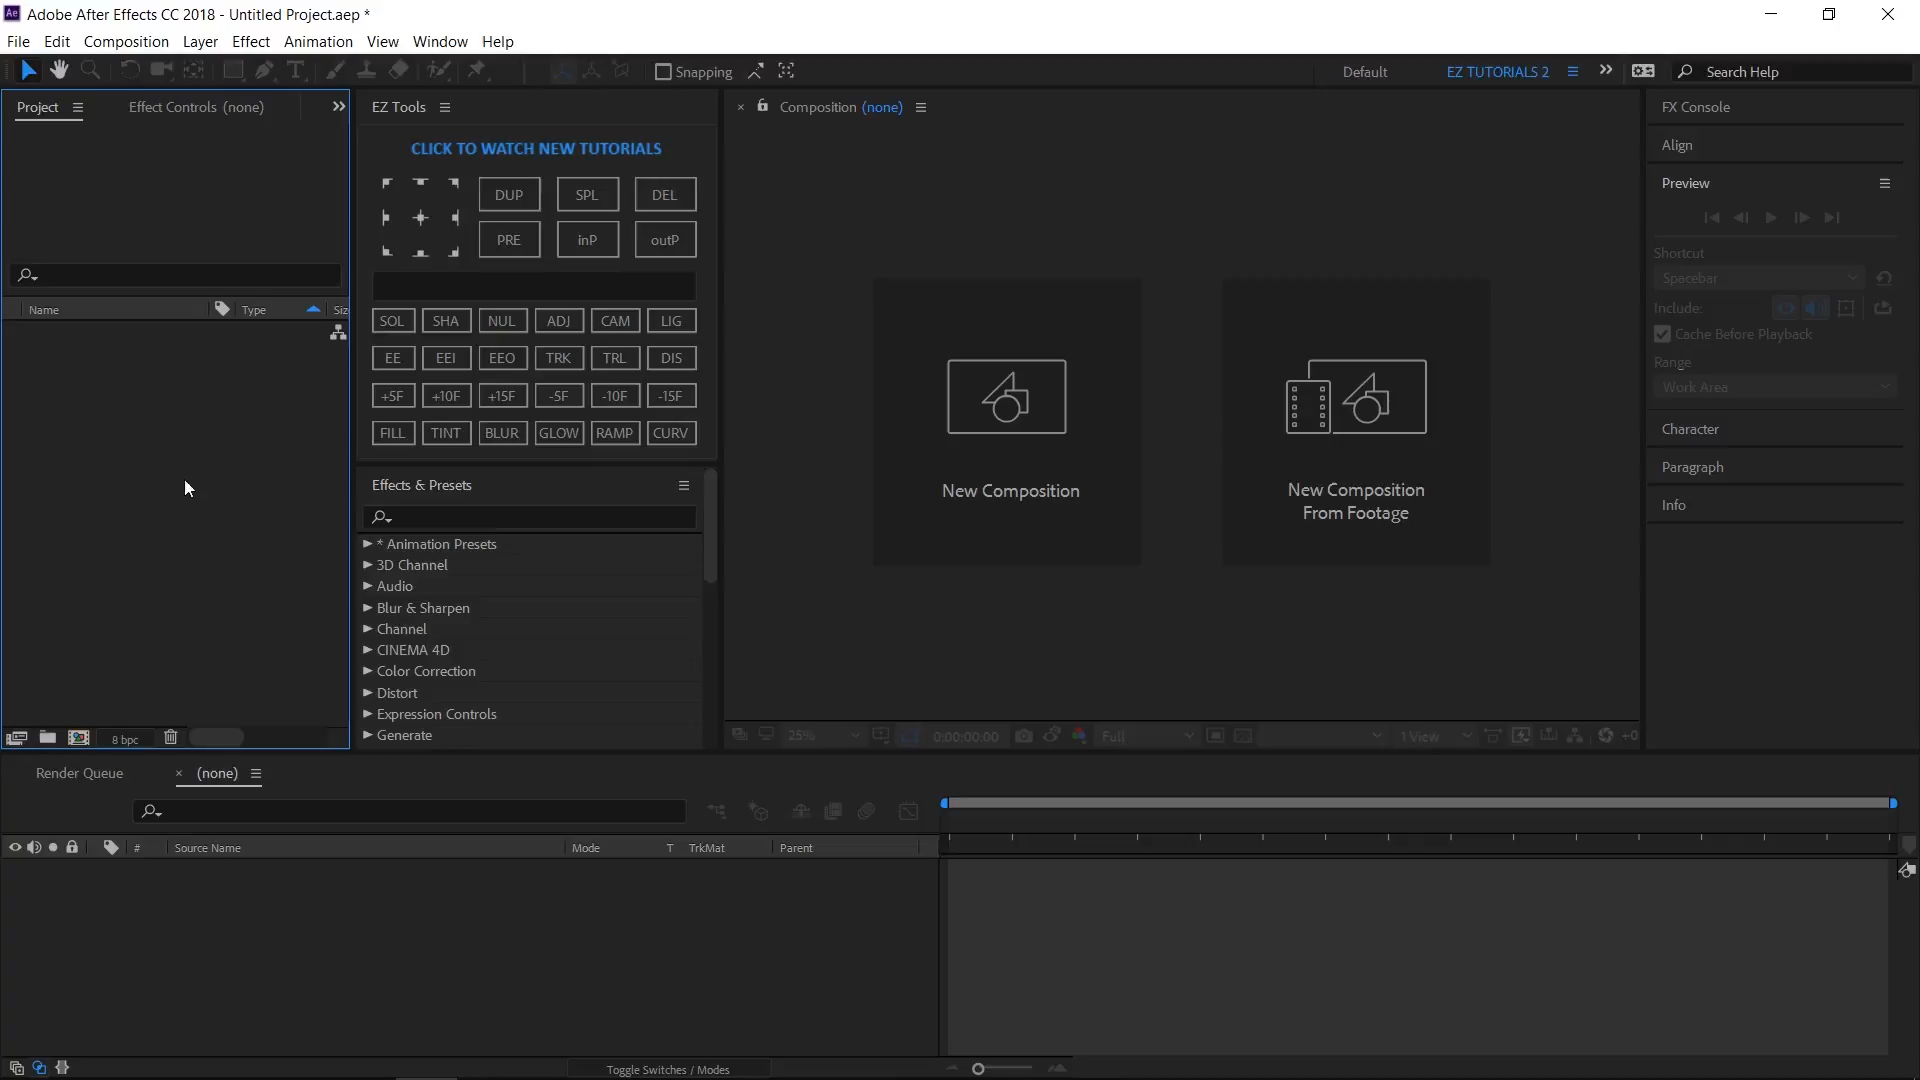 Ae Adobe After Effects CC 2018 - Untitled Project.aep *
File Edit Composition Layer Effect Animation View Window Help
T Snapping Default EZ TUTORIALS 2 Search Help
Project Effect Controls (none)
Name Type Siz
8 bpc
EZ Tools
CLICK TO WATCH NEW TUTORIALS
DUP SPL DEL
PRE inP outP
SOL SHA NUL ADJ CAM LIG
EE EEI EEO TRK TRL DIS
+5F +10F +15F -5F -10F -15F
FILL TINT BLUR GLOW RAMP CURV
Effects & Presets
* Animation Presets
3D Channel
Audio
Blur & Sharpen
Channel
CINEMA 4D
Color Correction
Distort
Expression Controls
Generate
Composition (none)
New Composition
New Composition
From Footage
25% 0:00:00:00 Full 1 View +0
FX Console
Align
Preview
Shortcut
Spacebar
Include:
Cache Before Playback
Range
Work Area
Character
Paragraph
Info
Render Queue (none)
# Source Name Mode T TrkMat Parent
Toggle Switches / Modes